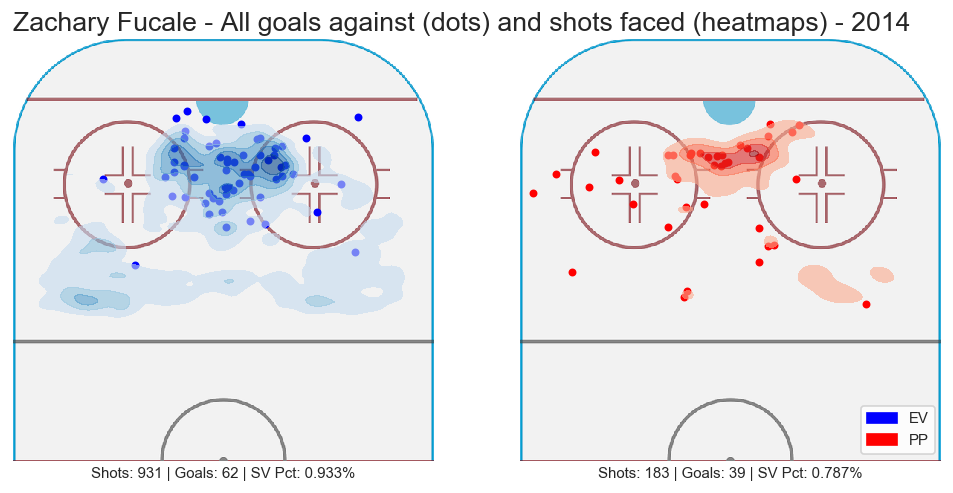 Zachary Fucale - All goals against (dots) and shots faced (heatmaps) - 2014
EV
PP
Shots: 931 | Goals: 62 | SV Pct: 0.933%
Shots: 183 | Goals: 39 | SV Pct: 0.787%